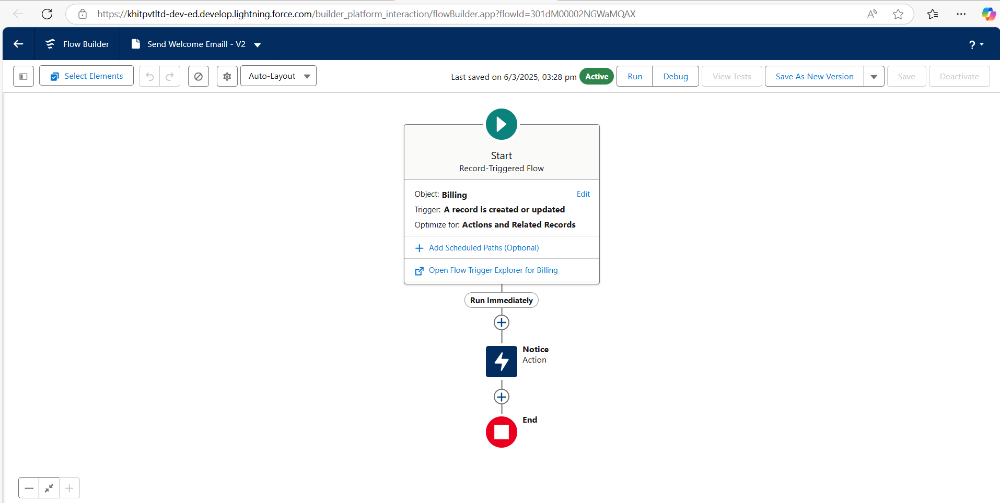 https://khitpvtltd-dev-ed.develop.lightning.force.com/builder_platform_interaction/flowBuilder.app?flowId=301dM00002NGWaMQAX
Flow Builder
Send Welcome Emaill - V2
?
Select Elements
Auto-Layout
Last saved on 6/3/2025, 03:28 pm
Active
Run
Debug
View Tests
Save As New Version
Save
Deactivate
Start
Record-Triggered Flow
Object: Billing
Edit
Trigger: A record is created or updated
Optimize for: Actions and Related Records
Add Scheduled Paths (Optional)
Open Flow Trigger Explorer for Billing
Run Immediately
Notice
Action
End